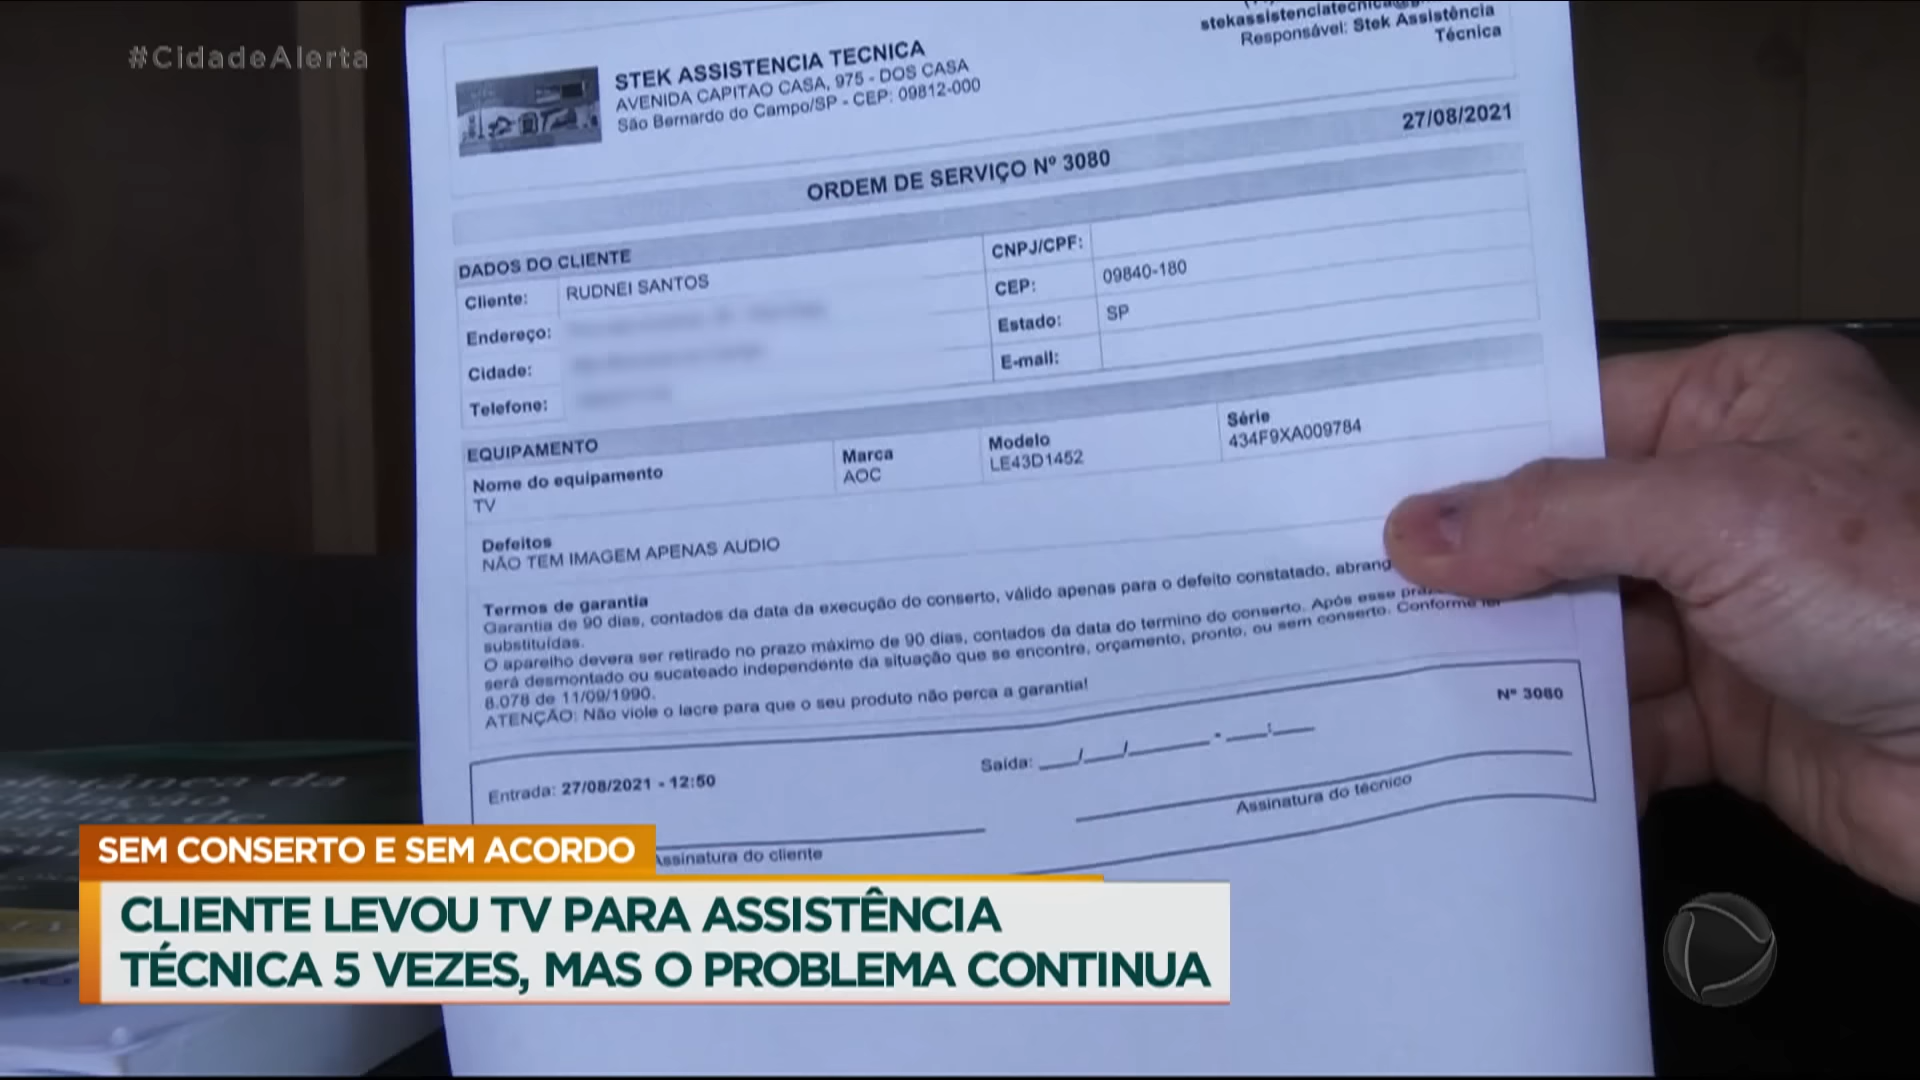 #CidadeAlerta
stekassistenciatecnica@
Responsável: Stek Assistência
Técnica
STEK ASSISTENCIA TECNICA
AVENIDA CAPITAO CASA, 975 - DOS CASA
São Bernardo do Campo/SP - CEP: 09812-000
27/08/2021
ORDEM DE SERVIÇO Nº 3080
DADOS DO CLIENTE
Cliente: RUDNEI SANTOS
Endereço:
Cidade:
Telefone:
CNPJ/CPF:
CEP: 09840-180
Estado: SP
E-mail:
EQUIPAMENTO
Nome do equipamento
TV
Marca
AOC
Modelo
LE43D1452
Série
434F9XA009784
Defeitos
NÃO TEM IMAGEM APENAS AUDIO
Termos de garantia
Garantia de 90 dias, contados da data da execução do conserto, válido apenas para o defeito constatado, abrang
substituídas.
O aparelho devera ser retirado no prazo máximo de 90 dias, contados da data do termino do conserto. Após esse
será desmontado ou sucateado independente da situação que se encontre, orçamento, pronto, ou sem conserto. Conforme lei
8.078 de 11/09/1990.
ATENÇÃO: Não viole o lacre para que o seu produto não perca a garantia!
Nº 3080
Entrada: 27/08/2021 - 12:50
Saída: ___/___/______ - ___:___
Assinatura do cliente
Assinatura do técnico
SEM CONSERTO E SEM ACORDO
CLIENTE LEVOU TV PARA ASSISTÊNCIA
TÉCNICA 5 VEZES, MAS O PROBLEMA CONTINUA